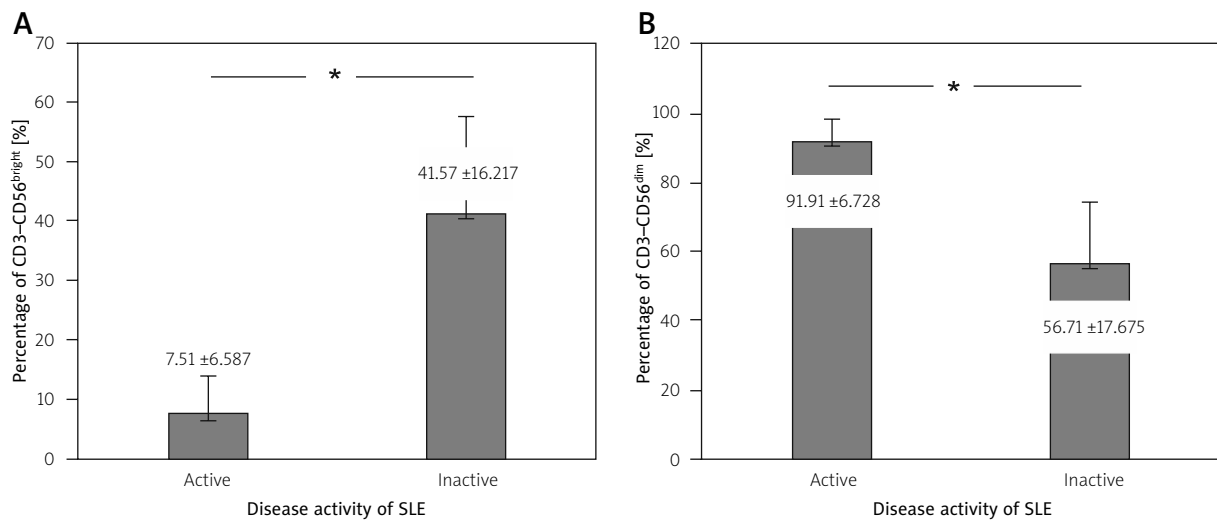 A
Percentage of CD3–CD56bright [%]
70
60
50
40
30
20
10
0
*
7.51 ±6.587
41.57 ±16.217
Active
Inactive
Disease activity of SLE
B
Percentage of CD3–CD56dim [%]
120
100
80
60
40
20
0
*
91.91 ±6.728
56.71 ±17.675
Active
Inactive
Disease activity of SLE